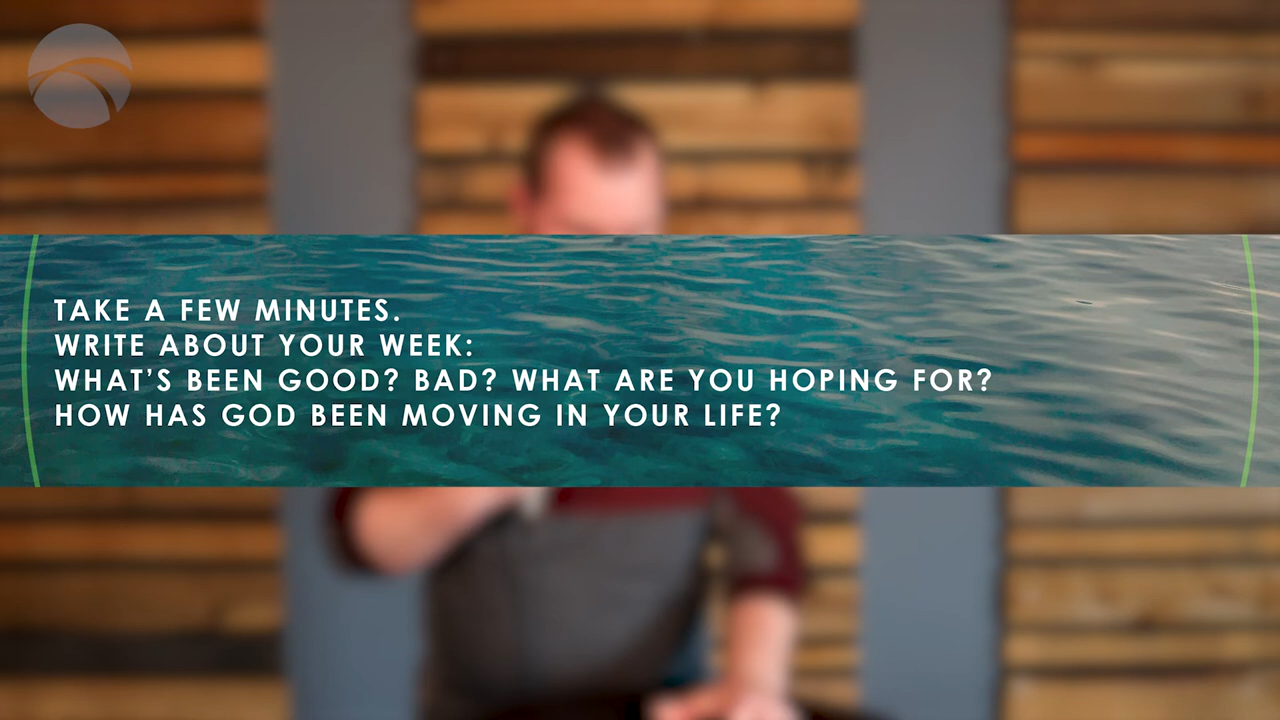 TAKE A FEW MINUTES.
WRITE ABOUT YOUR WEEK:
WHAT’S BEEN GOOD? BAD? WHAT ARE YOU HOPING FOR?
HOW HAS GOD BEEN MOVING IN YOUR LIFE?